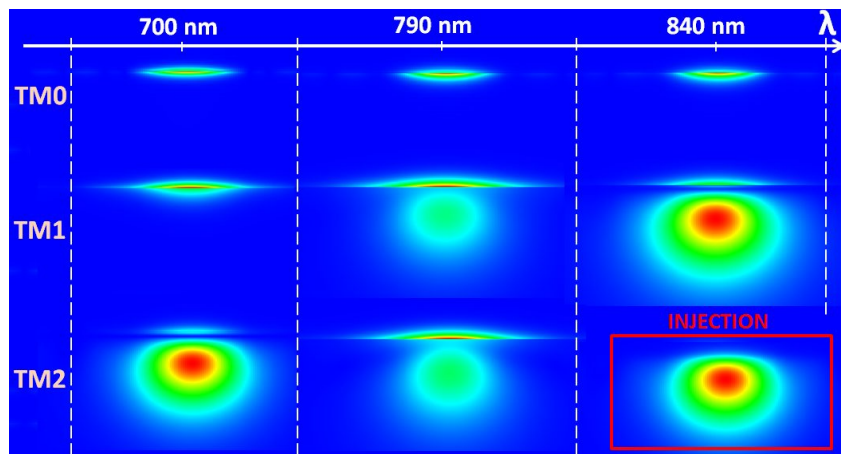 700 nm 790 nm 840 nm λ
TM0
TM1
INJECTION
TM2